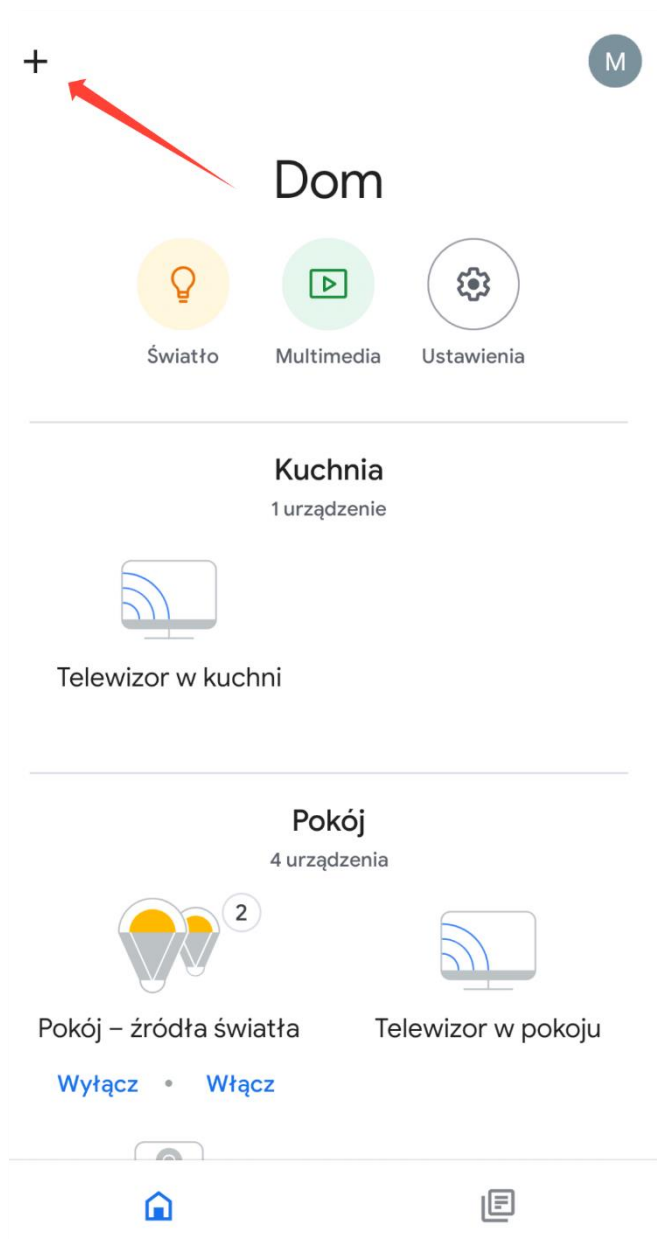 +
M
Dom
Światło Multimedia Ustawienia
Kuchnia
1 urządzenie
Telewizor w kuchni
Pokój
4 urządzenia
2
Pokój – źródła światła Telewizor w pokoju
Wyłącz • Włącz